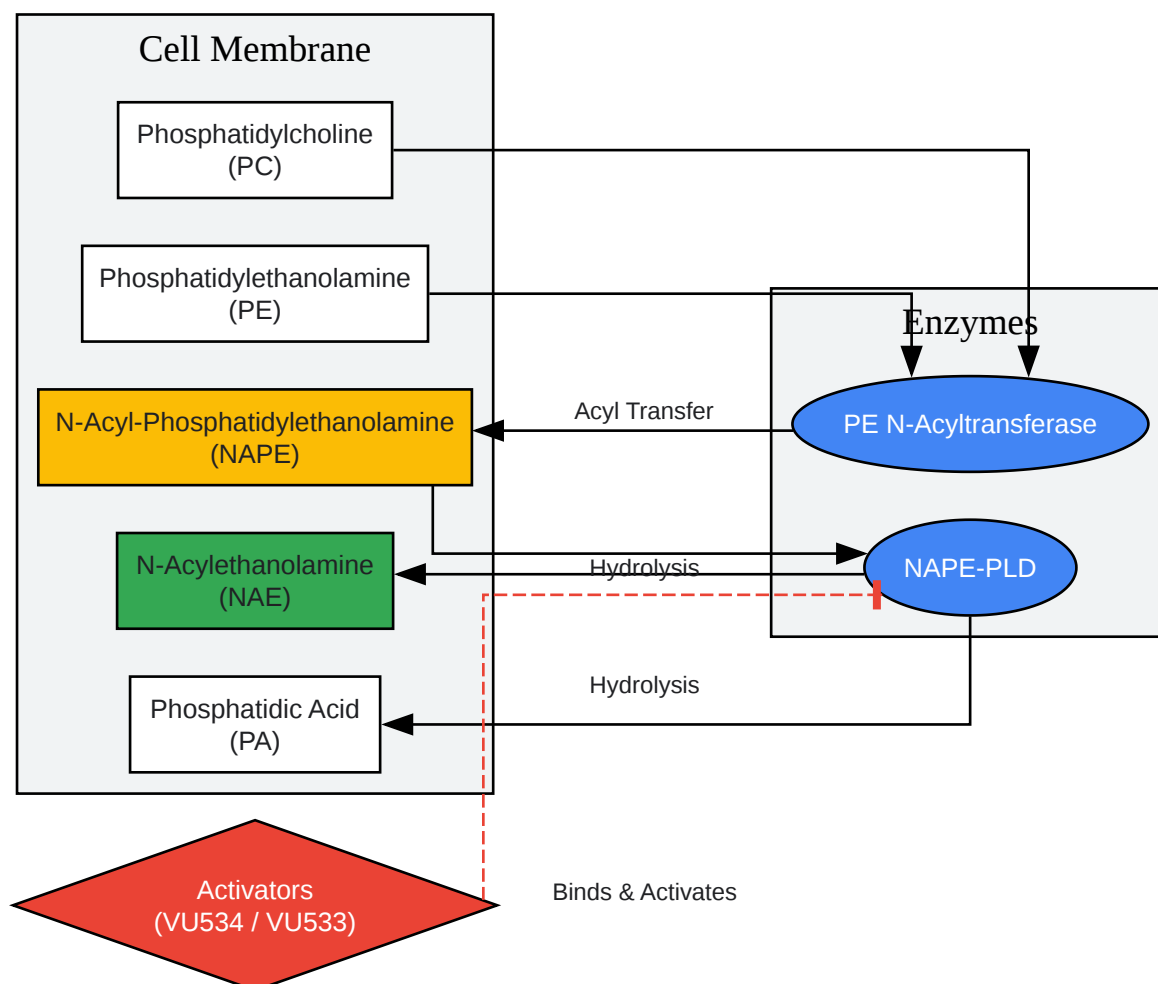 Cell Membrane
Phosphatidylcholine
(PC)
Phosphatidylethanolamine
(PE)
Enzymes
N-Acyl-Phosphatidylethanolamine
(NAPE)
Acyl Transfer
PE N-Acyltransferase
N-Acylethanolamine
(NAE)
Hydrolysis
NAPE-PLD
Phosphatidic Acid
(PA)
Hydrolysis
Activators
(VU534 / VU533)
Binds & Activates